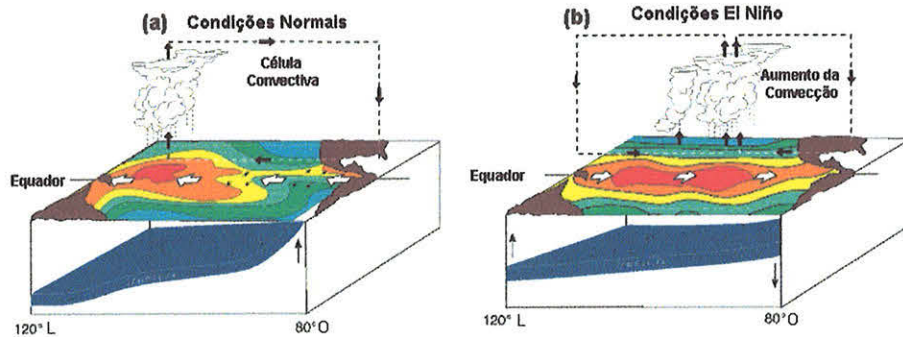 (a) Condições Normais
Célula
Convectiva
Equador
120° L
80°O
(b) Condições El Niño
Aumento da
Convecção
Equador
120° L
80°O